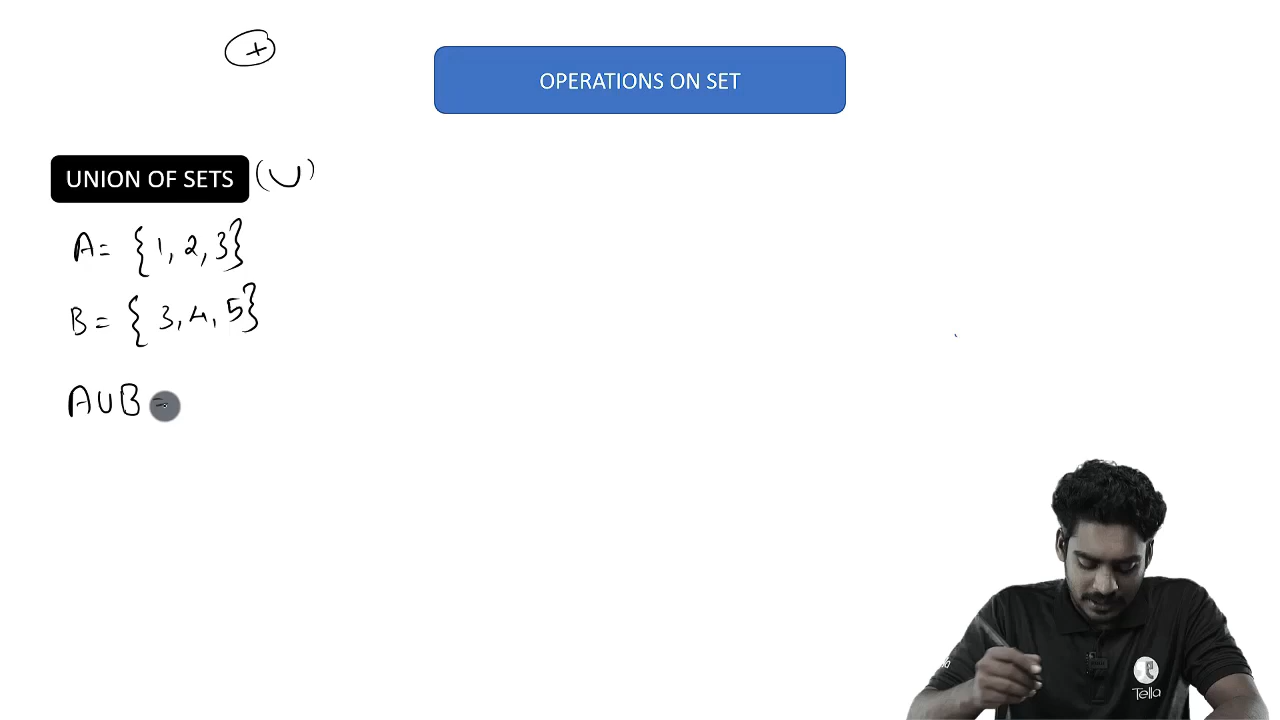 +
OPERATIONS ON SET
UNION OF SETS (∪)
A = {1, 2, 3}
B = {3, 4, 5}
A∪B =
Tella